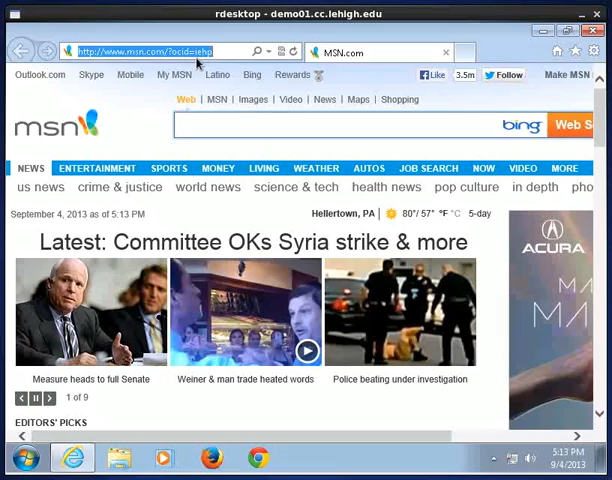 rdesktop - demo01.cc.lehigh.edu
http://www.msn.com/?ocid=iehp
MSN.com
Outlook.com Skype Mobile My MSN Latino Bing Rewards Like 3.5m Follow Make MSN
Web MSN Images Video News Maps Shopping
msn
bing Web S
NEWS ENTERTAINMENT SPORTS MONEY LIVING WEATHER AUTOS JOB SEARCH NOW VIDEO MORE
us news crime & justice world news science & tech health news pop culture in depth pho
September 4, 2013 as of 5:13 PM
Hellertown, PA 80°/ 57° °F °C 5-day
Latest: Committee OKs Syria strike & more
ACURA
MA
MA
Measure heads to full Senate
Weiner & man trade heated words
Police beating under investigation
1 of 9
EDITORS' PICKS
5:13 PM
9/4/2013